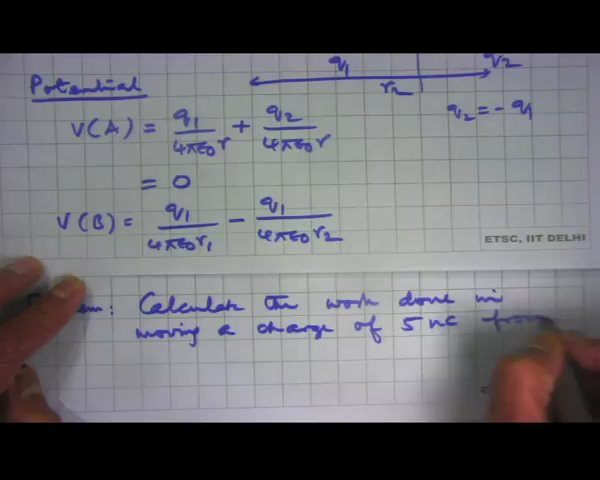 q₁ q₂
Potential
r₂
q₂ = - q₁
V(A) = q₁/4πε₀r + q₂/4πε₀r
= 0
V(B) = q₁/4πε₀r₁ - q₁/4πε₀r₂
ETSC, IIT DELHI
em: Calculate the work done in
moving a charge of 5 nc from